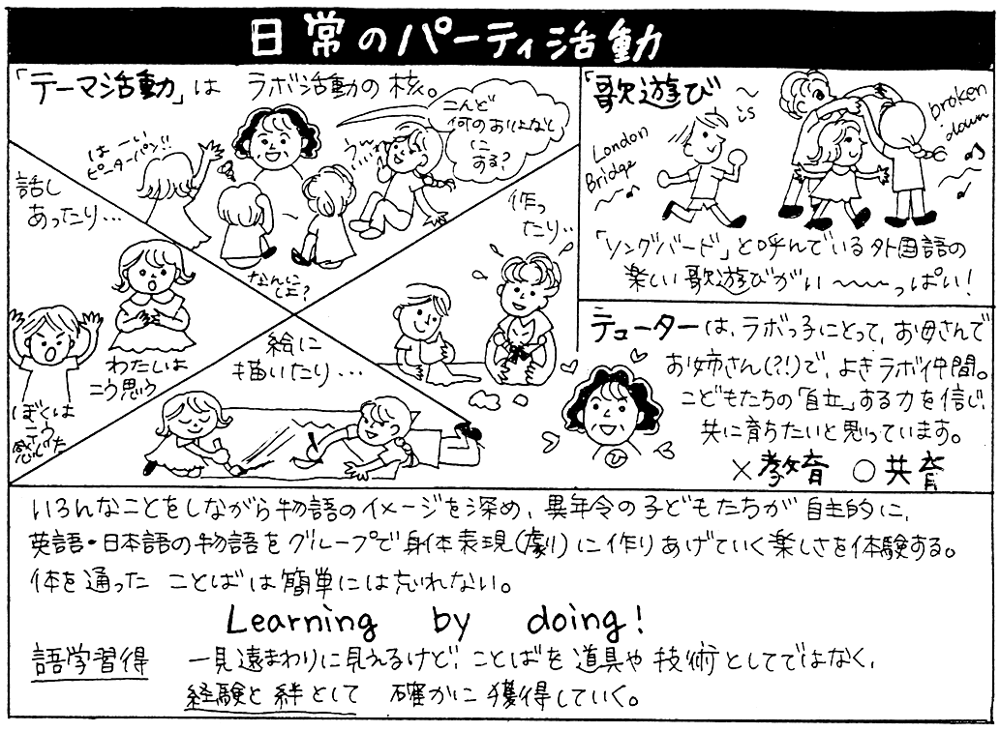 日常のパーティ活動
「テーマ活動」は ラボ活動の核。
こんど
何のおはなし
に
する?
うーん
いいぇ
は ー い
ピーターパン!!
なんに
しよ?
話し
あったり…
わたしは
こう思う
ぼくは
こう
感じた
作っ
たり…
絵に
描いたり…
「歌遊び
London
Bridge
is
broken
down
「ソングバード」と呼んでいる外国語の
楽しい歌遊びがい〜〜〜っぱい!
テューターは、ラボっ子にとって、お母さんで
お姉さん(?!)で、よきラボ仲間。
こどもたちの「自立」する力を信じ、
共に育ちたいと思っています。
×教育 ○共育
いろんなことをしながら物語のイメージを深め、異年令の子どもたちが自主的に、
英語・日本語の物語をグループで身体表現(劇)に作りあげていく楽しさを体験する。
体を通った ことばは簡単には忘れない。
Learning by doing!
語学習得 一見遠まわりに見えるけど、ことばを道具や技術としてではなく、
経験と絆として 確かに獲得していく。